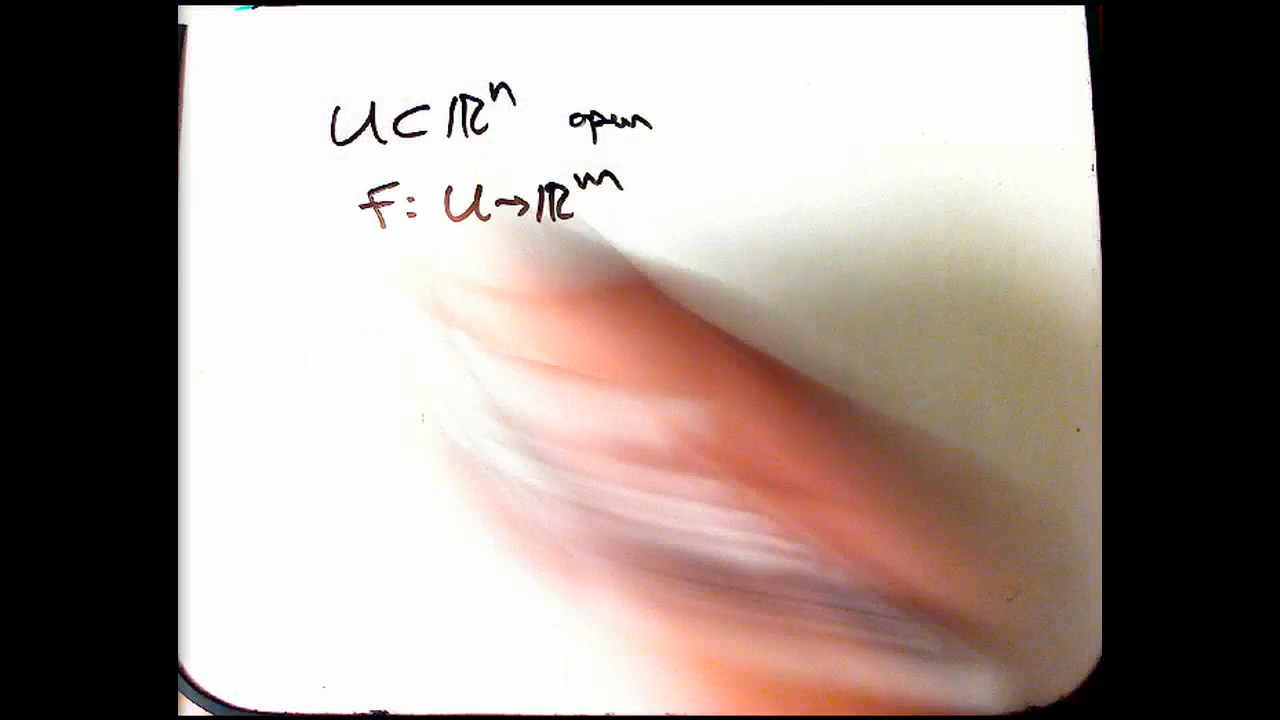 U ⊂ ℝⁿ open
F: U → ℝᵐ